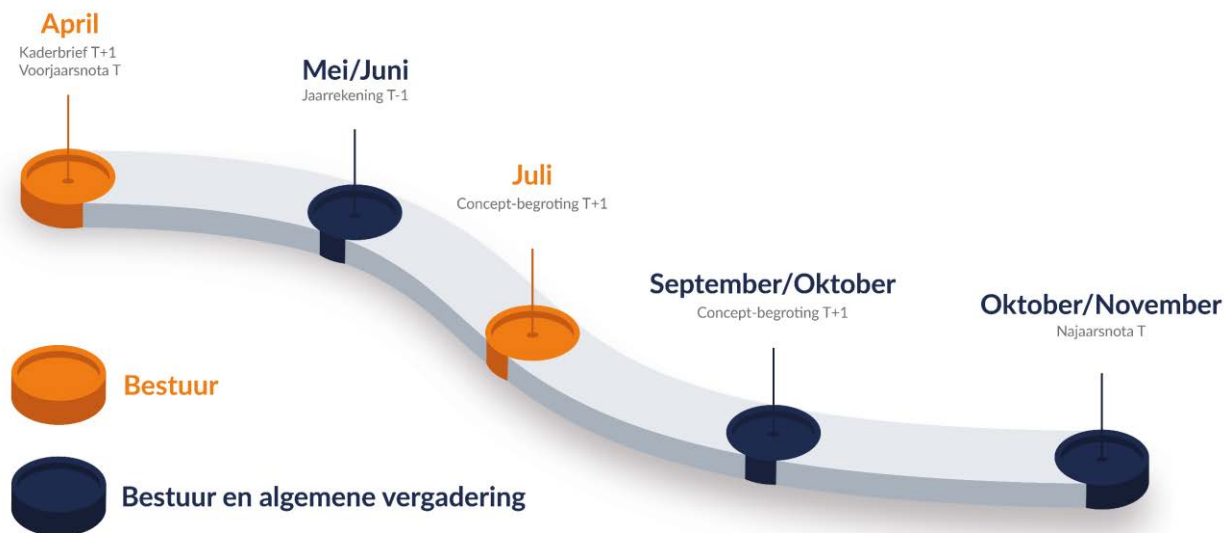 April
Kaderbrief T+1
Voorjaarsnota T
Mei/Juni
Jaarrekening T-1
Juli
Concept-begroting T+1
September/Oktober
Concept-begroting T+1
Oktober/November
Najaarsnota T
Bestuur
Bestuur en algemene vergadering